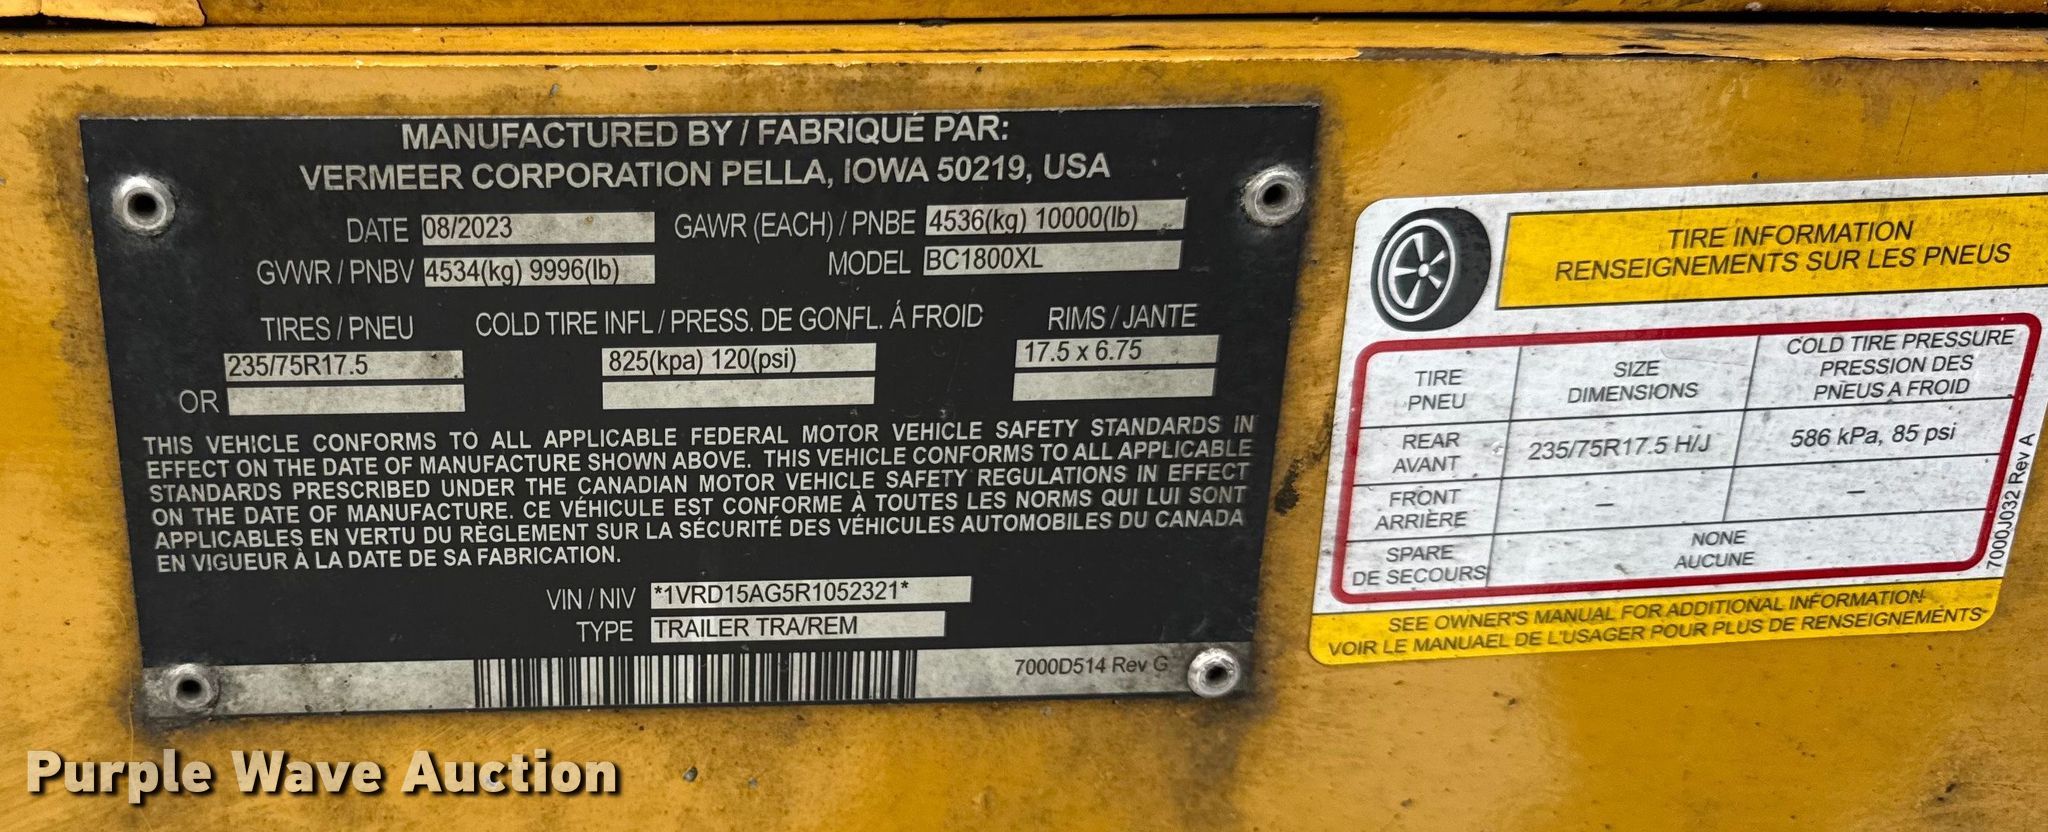 MANUFACTURED BY / FABRIQUÉ PAR:
VERMEER CORPORATION PELLA, IOWA 50219, USA
DATE 08/2023 GAWR (EACH) / PNBE 4536(kg) 10000(lb)
GVWR / PNBV 4534(kg) 9996(lb) MODEL BC1800XL
TIRES / PNEU COLD TIRE INFL / PRESS. DE GONFL. Á FROID RIMS / JANTE
235/75R17.5 825(kpa) 120(psi) 17.5 x 6.75
OR
THIS VEHICLE CONFORMS TO ALL APPLICABLE FEDERAL MOTOR VEHICLE SAFETY STANDARDS IN
EFFECT ON THE DATE OF MANUFACTURE SHOWN ABOVE. THIS VEHICLE CONFORMS TO ALL APPLICABLE
STANDARDS PRESCRIBED UNDER THE CANADIAN MOTOR VEHICLE SAFETY REGULATIONS IN EFFECT
ON THE DATE OF MANUFACTURE. CE VÉHICULE EST CONFORME À TOUTES LES NORMS QUI LUI SONT
APPLICABLES EN VERTU DU RÈGLEMENT SUR LA SÉCURITÉ DES VÉHICULES AUTOMOBILES DU CANADA
EN VIGUEUR À LA DATE DE SA FABRICATION.
VIN / NIV *1VRD15AG5R1052321*
TYPE TRAILER TRA/REM
7000D514 Rev G
TIRE INFORMATION
RENSEIGNEMENTS SUR LES PNEUS
TIRE
PNEU
SIZE
DIMENSIONS
COLD TIRE PRESSURE
PRESSION DES
PNEUS A FROID
REAR
AVANT
235/75R17.5 H/J
586 kPa, 85 psi
FRONT
ARRIÈRE
–
–
SPARE
DE SECOURS
NONE
AUCUNE
7000J032 Rev A
SEE OWNER'S MANUAL FOR ADDITIONAL INFORMATION
VOIR LE MANUAEL DE L'USAGER POUR PLUS DE RENSEIGNEMENTS
Purple Wave Auction